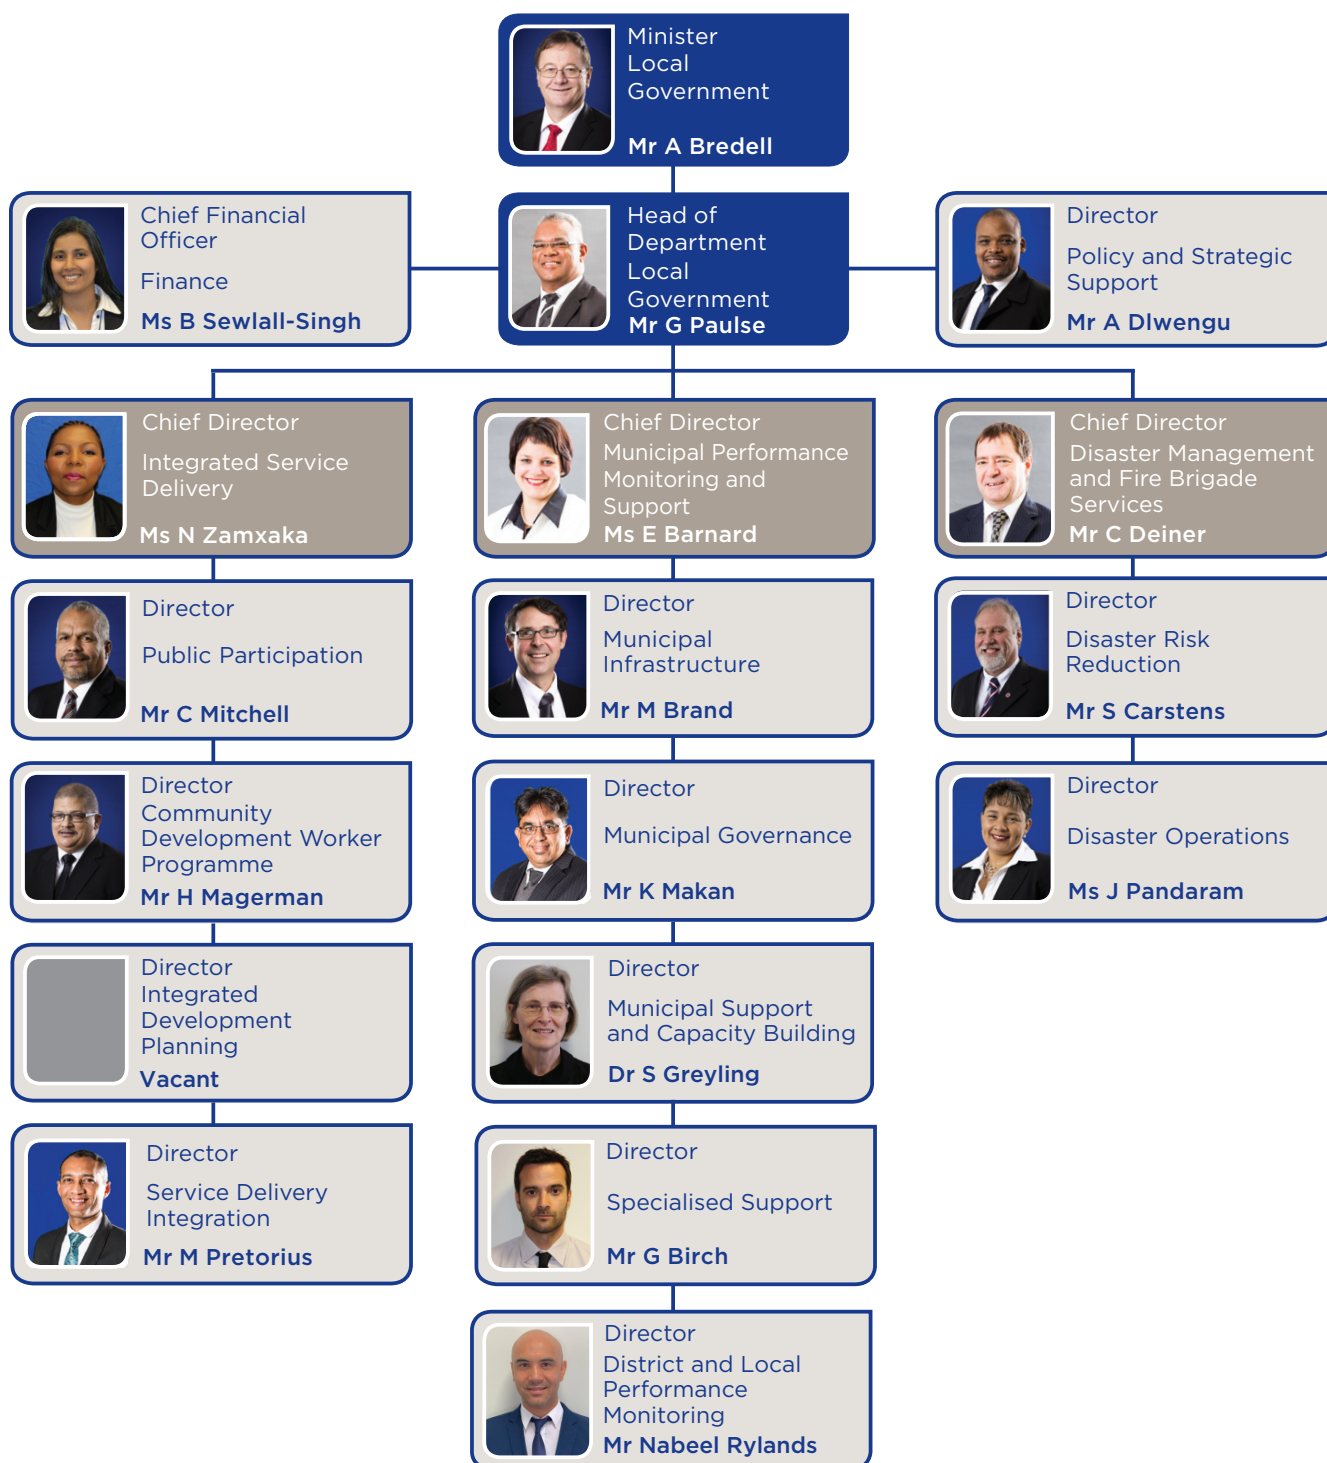 Minister
Local
Government
Mr A Bredell
Chief Financial
Officer
Finance
Ms B Sewlall-Singh
Head of
Department
Local
Government
Mr G Paulse
Director
Policy and Strategic
Support
Mr A Dlwengu
Chief Director
Integrated Service
Delivery
Ms N Zamxaka
Chief Director
Municipal Performance
Monitoring and
Support
Ms E Barnard
Chief Director
Disaster Management
and Fire Brigade
Services
Mr C Deiner
Director
Public Participation
Mr C Mitchell
Director
Municipal
Infrastructure
Mr M Brand
Director
Disaster Risk
Reduction
Mr S Carstens
Director
Community
Development Worker
Programme
Mr H Magerman
Director
Municipal Governance
Mr K Makan
Director
Disaster Operations
Ms J Pandaram
Director
Integrated
Development
Planning
Vacant
Director
Municipal Support
and Capacity Building
Dr S Greyling
Director
Service Delivery
Integration
Mr M Pretorius
Director
Specialised Support
Mr G Birch
Director
District and Local
Performance
Monitoring
Mr Nabeel Rylands